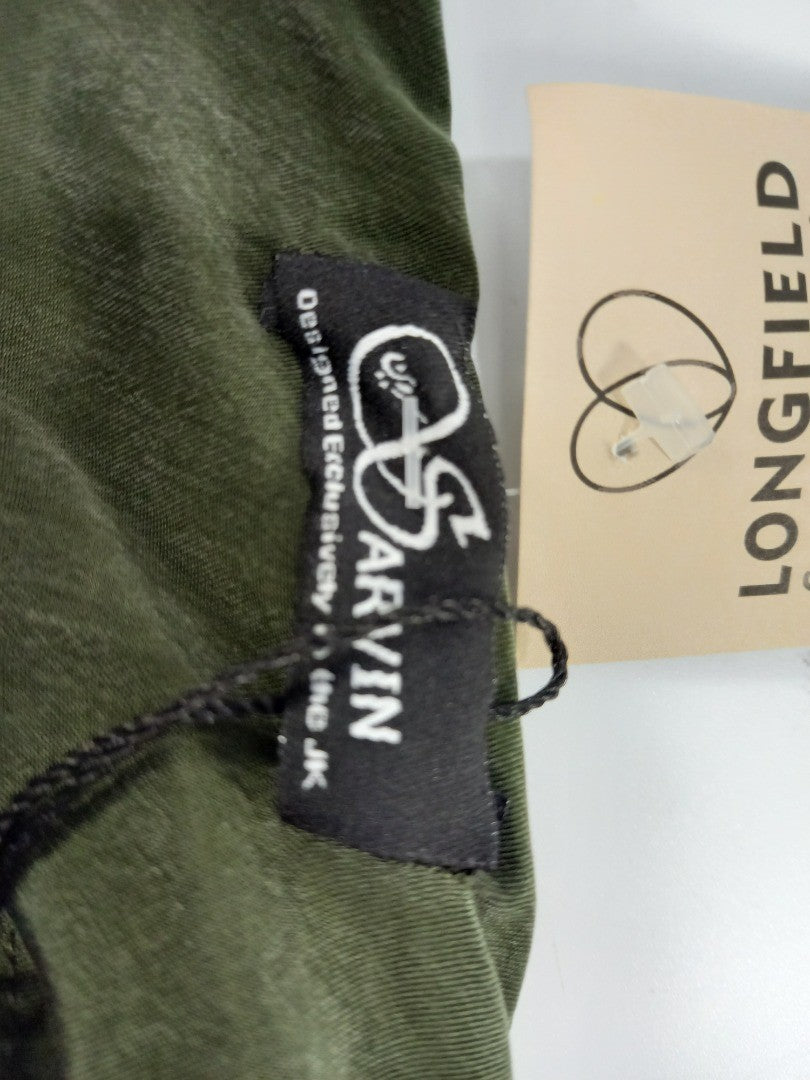 SARVIN
Designed Exclusively in the UK
LONGFIELD